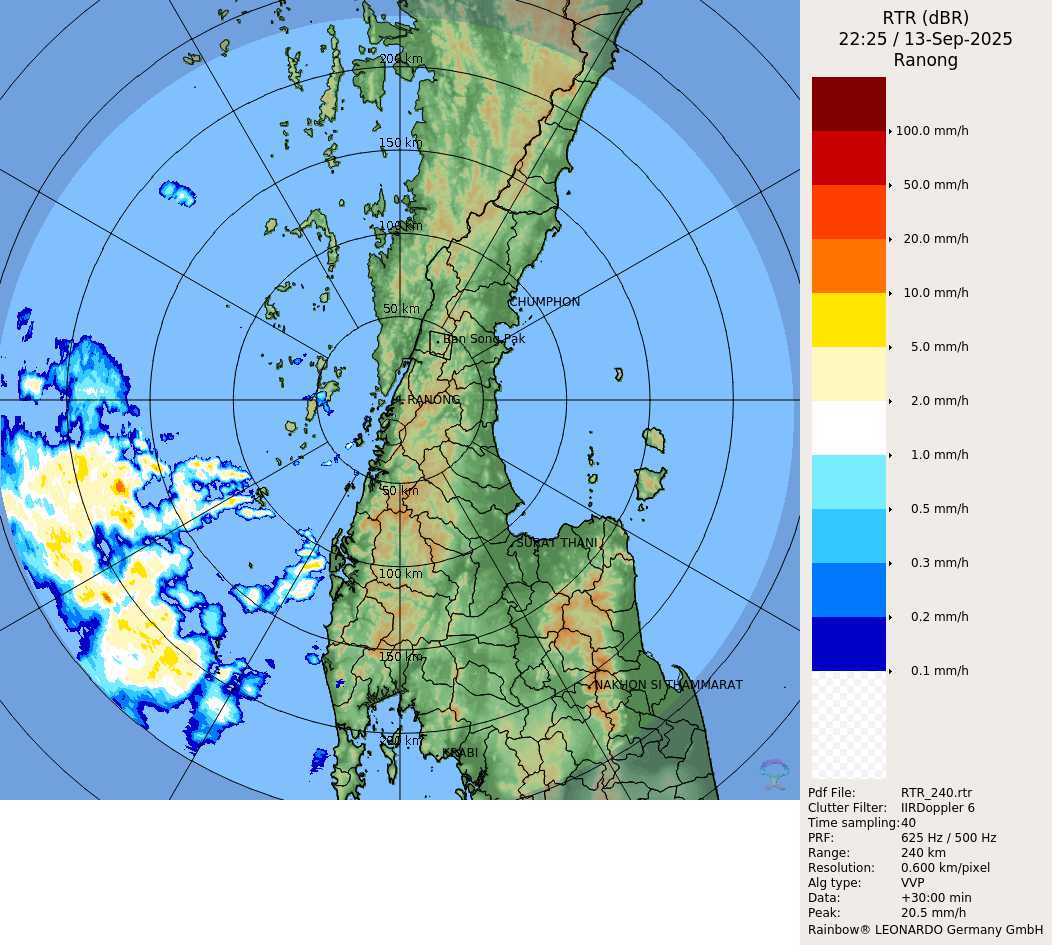 RTR (dBR)
22:25 / 13-Sep-2025
Ranong
100.0 mm/h
50.0 mm/h
20.0 mm/h
10.0 mm/h
5.0 mm/h
2.0 mm/h
1.0 mm/h
0.5 mm/h
0.3 mm/h
0.2 mm/h
0.1 mm/h
200 km
150 km
100 km
50 km
CHUMPHON
Ban Song Pak
RANONG
50 km
SURAT THANI
100 km
150 km
NAKHON SI THAMMARAT
200 km
KRABI
Pdf File: RTR_240.rtr
Clutter Filter: IIRDoppler 6
Time sampling: 40
PRF: 625 Hz / 500 Hz
Range: 240 km
Resolution: 0.600 km/pixel
Alg type: VVP
Data: +30:00 min
Peak: 20.5 mm/h
Rainbow® LEONARDO Germany GmbH